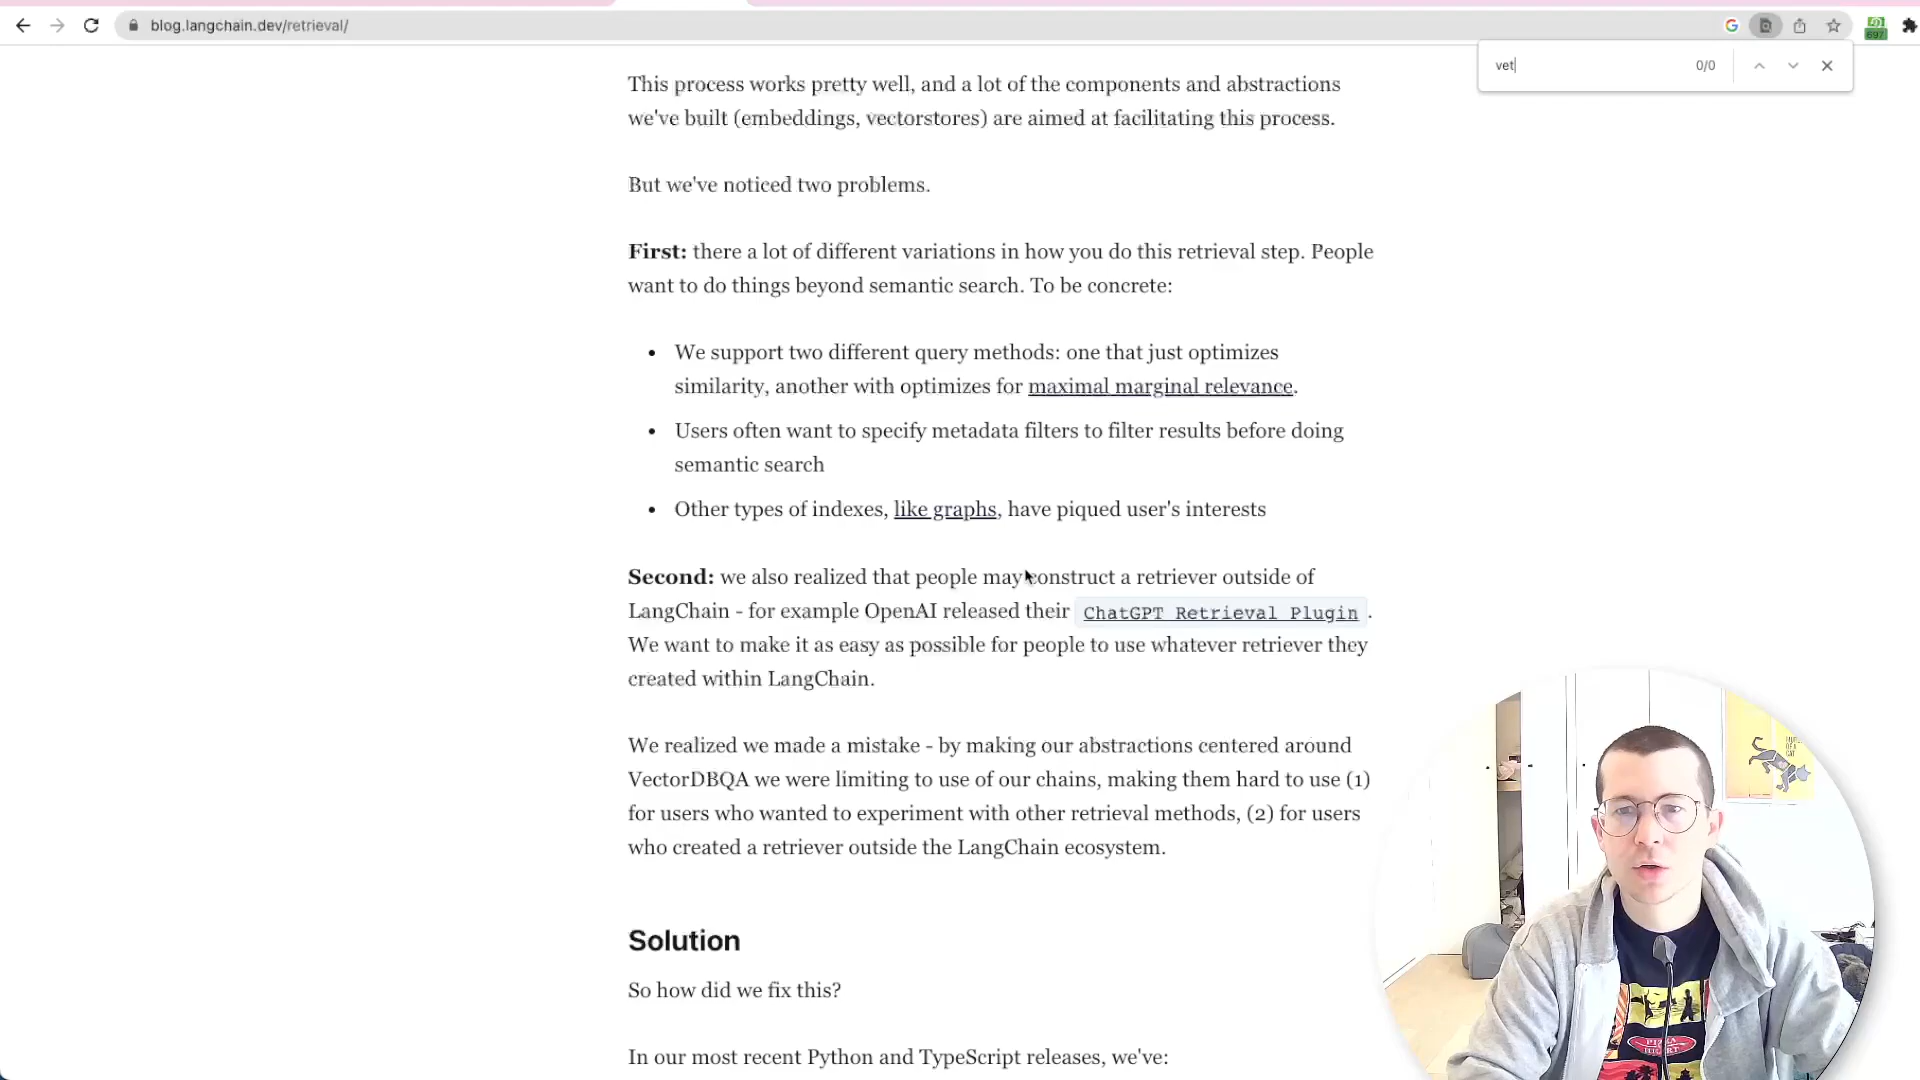 blog.langchain.dev/retrieval/
697
vet
0/0
This process works pretty well, and a lot of the components and abstractions
we've built (embeddings, vectorstores) are aimed at facilitating this process.
But we've noticed two problems.
First: there a lot of different variations in how you do this retrieval step. People
want to do things beyond semantic search. To be concrete:
• We support two different query methods: one that just optimizes
similarity, another with optimizes for maximal marginal relevance.
• Users often want to specify metadata filters to filter results before doing
semantic search
• Other types of indexes, like graphs, have piqued user's interests
Second: we also realized that people may construct a retriever outside of
LangChain - for example OpenAI released their ChatGPT Retrieval Plugin.
We want to make it as easy as possible for people to use whatever retriever they
created within LangChain.
We realized we made a mistake - by making our abstractions centered around
VectorDBQA we were limiting to use of our chains, making them hard to use (1)
for users who wanted to experiment with other retrieval methods, (2) for users
who created a retriever outside the LangChain ecosystem.
Solution
So how did we fix this?
In our most recent Python and TypeScript releases, we've:
PIZZA